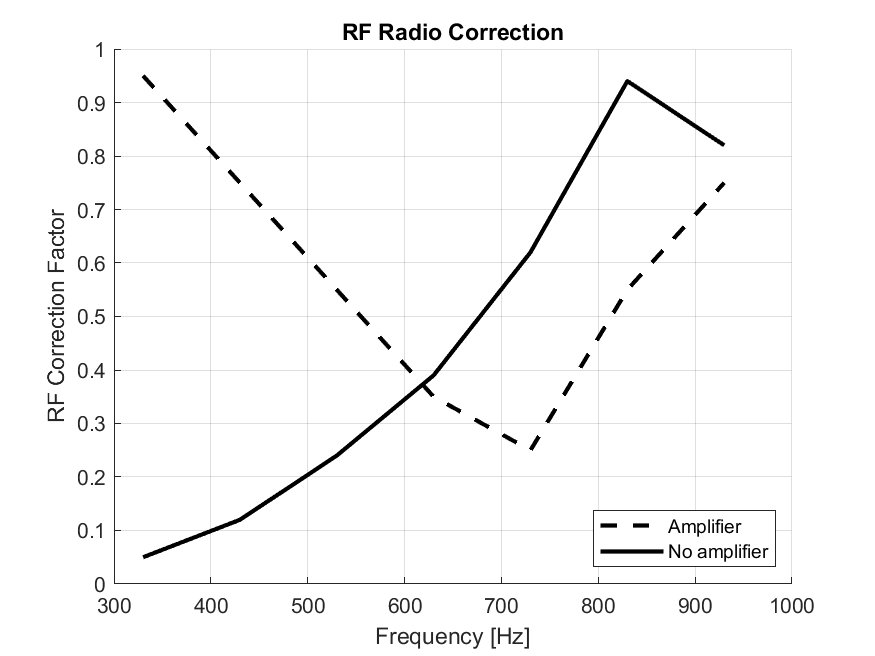 RF Radio Correction
1
0.9
0.8
0.7
0.6
0.5
0.4
0.3
0.2
0.1
0
RF Correction Factor
Amplifier
No amplifier
300 400 500 600 700 800 900 1000
Frequency [Hz]